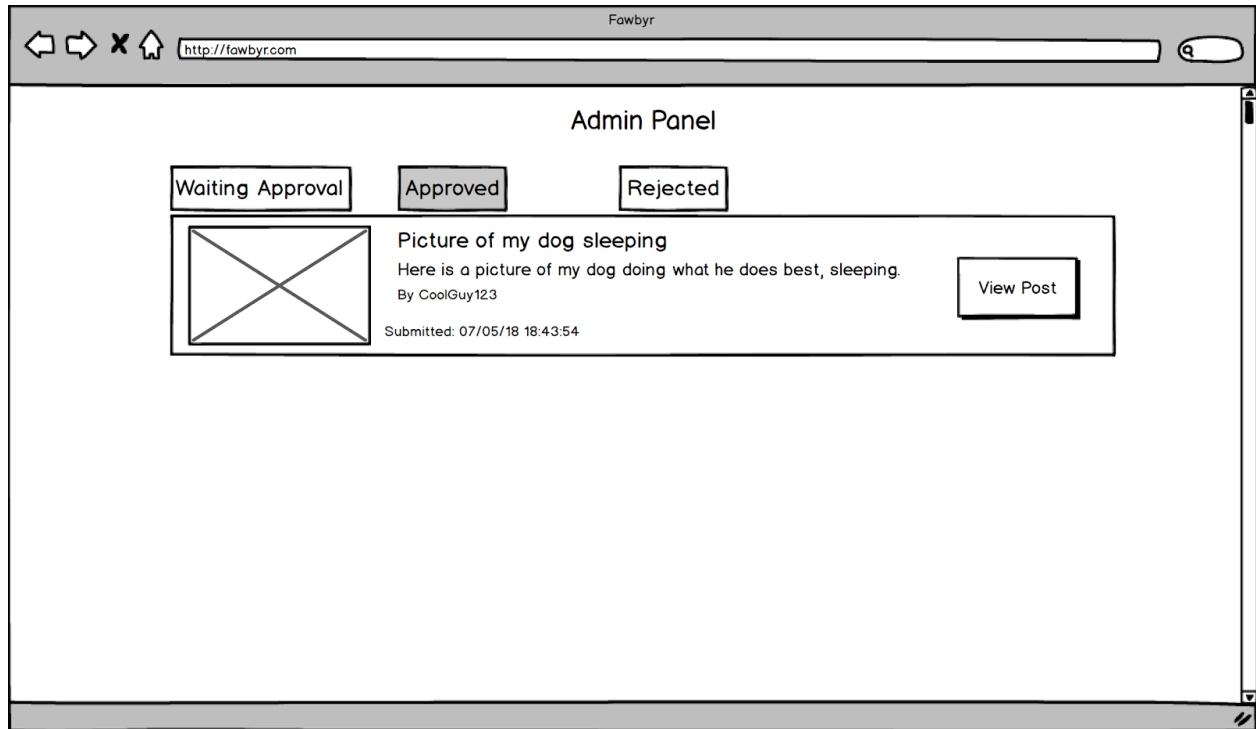 Fawbyr
http://fawbyr.com
Admin Panel
Waiting Approval Approved Rejected
Picture of my dog sleeping
Here is a picture of my dog doing what he does best, sleeping.
By CoolGuy123
View Post
Submitted: 07/05/18 18:43:54